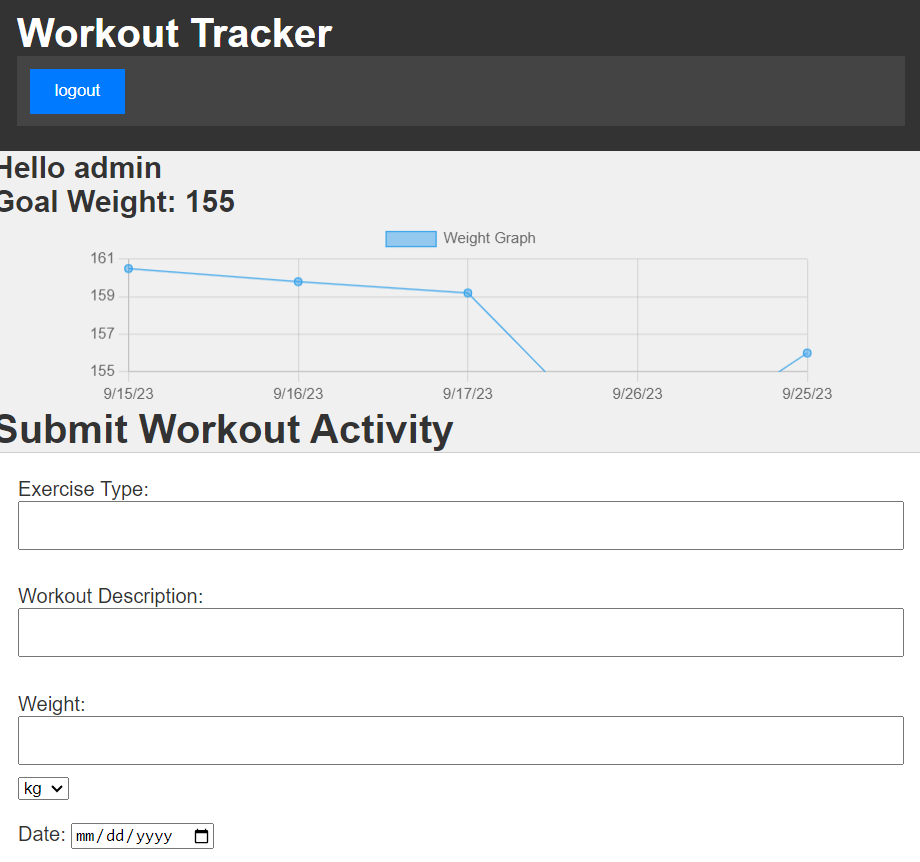 Workout Tracker
logout
Hello admin
Goal Weight: 155
Weight Graph
161
159
157
155
9/15/23 9/16/23 9/17/23 9/26/23 9/25/23
Submit Workout Activity
Exercise Type:
Workout Description:
Weight:
kg
Date: mm/dd/yyyy